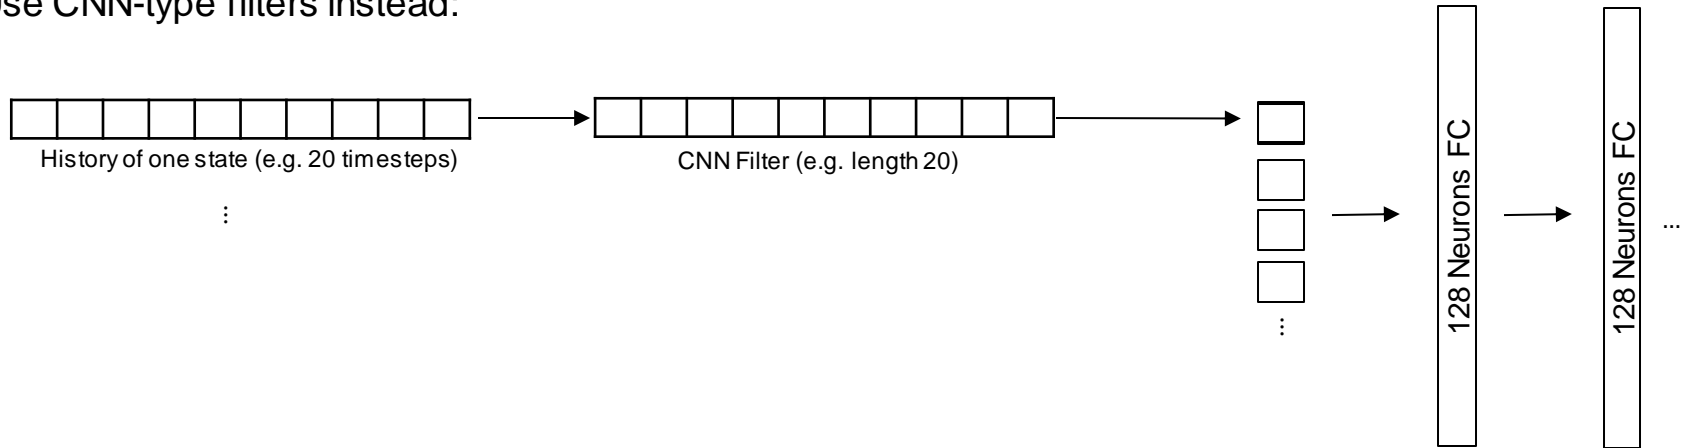 use CNN-type filters instead:
History of one state (e.g. 20 timesteps)
CNN Filter (e.g. length 20)
...
...
128 Neurons FC
128 Neurons FC
...